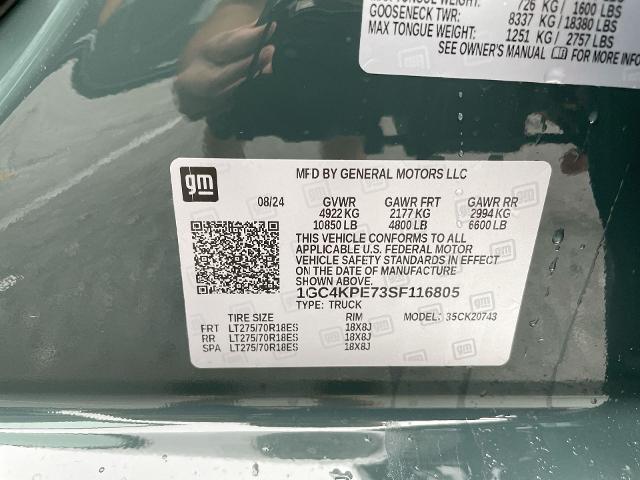 726 KG / 1600 LBS
GOOSENECK TWR: 8337 KG / 18380 LBS
MAX TONGUE WEIGHT: 1251 KG / 2757 LBS
SEE OWNER'S MANUAL FOR MORE INFO
gm
MFD BY GENERAL MOTORS LLC
08/24 GVWR GAWR FRT GAWR RR
4922 KG 2177 KG 2994 KG
10850 LB 4800 LB 6600 LB
THIS VEHICLE CONFORMS TO ALL
APPLICABLE U.S. FEDERAL MOTOR
VEHICLE SAFETY STANDARDS IN EFFECT
ON THE DATE OF MANUFACTURE
SHOWN ABOVE.
1GC4KPE73SF116805
TYPE: TRUCK
TIRE SIZE RIM MODEL: 35CK20743
FRT LT275/70R18ES 18X8J
RR LT275/70R18ES 18X8J
SPA LT275/70R18ES 18X8J